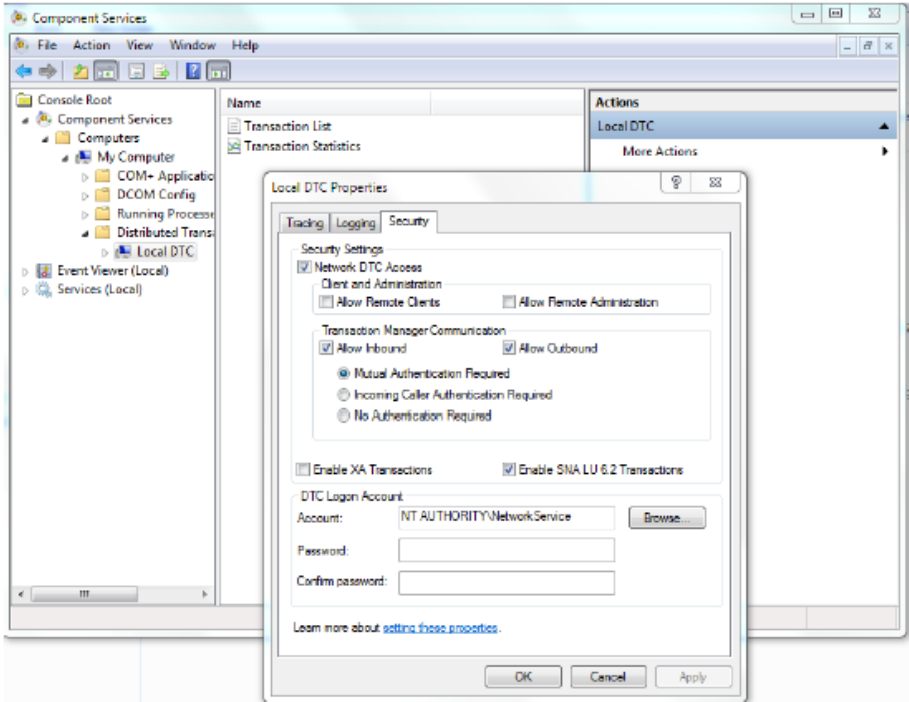 Component Services
File Action View Window Help
Console Root
Component Services
Computers
My Computer
COM+ Applicatio
DCOM Config
Running Processe
Distributed Trans
Local DTC
Event Viewer (Local)
Services (Local)
Name
Transaction List
Transaction Statistics
Actions
Local DTC
More Actions
Local DTC Properties
Tracing Logging Security
Security Settings
Network DTC Access
Client and Administration
Allow Remote Clients Allow Remote Administration
Transaction Manager Communication
Allow Inbound Allow Outbound
Mutual Authentication Required
Incoming Caller Authentication Required
No Authentication Required
Enable XA Transactions Enable SNA LU 6.2 Transactions
DTC Logon Account
Account: NT AUTHORITY\NetworkService Browse...
Password:
Confirm password:
Learn more about setting these properties.
OK Cancel Apply